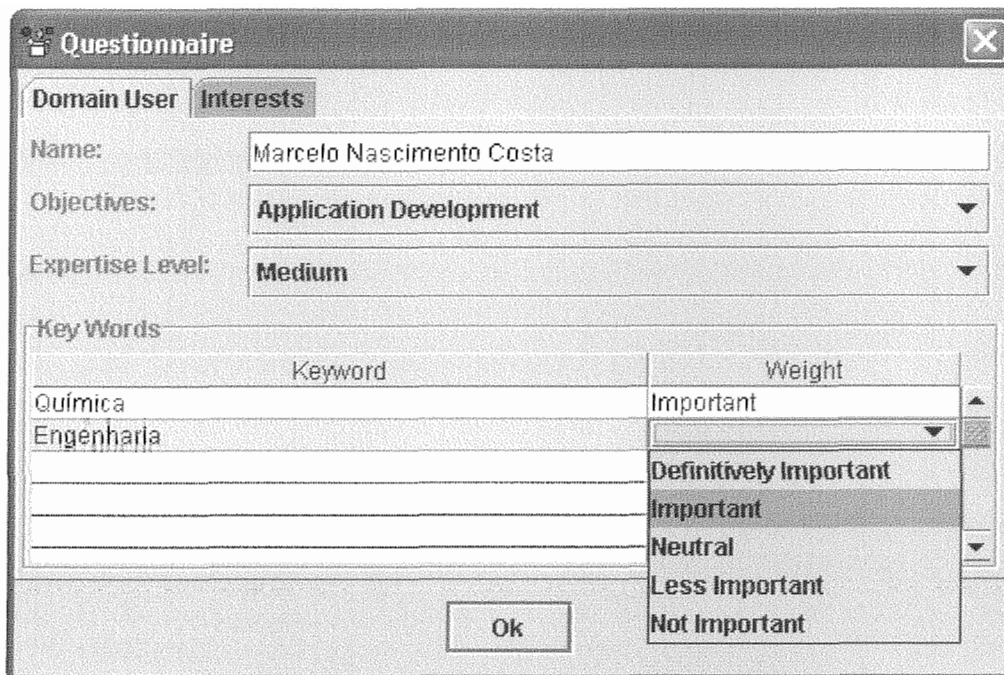 Questionnaire
Domain User Interests
Name: Marcelo Nascimento Costa
Objectives: Application Development
Expertise Level: Medium
Key Words
Keyword Weight
Química Important
Engenharia
Definitively Important
Important
Neutral
Less Important
Not Important
Ok